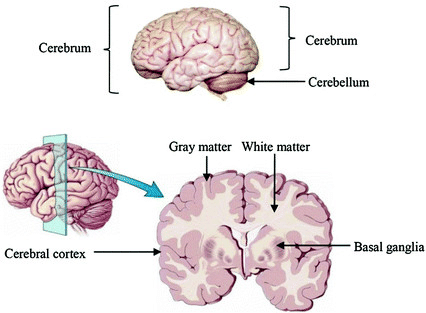 Cerebrum
Cerebrum
Cerebellum
Gray matter
White matter
Cerebral cortex
Basal ganglia